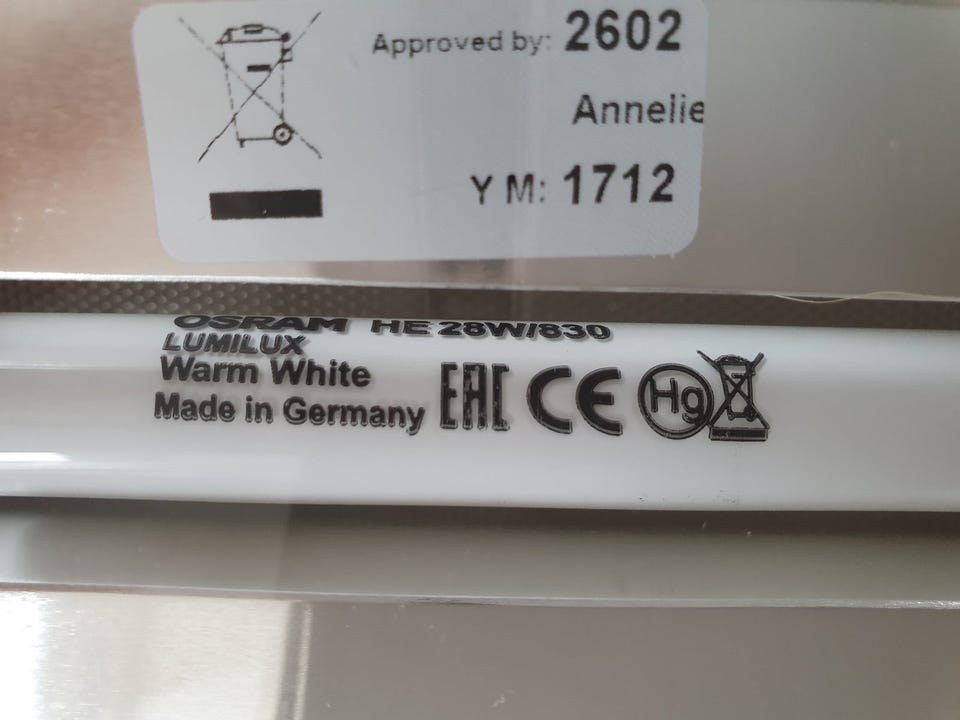 Approved by: 2602
Annelie
Y M: 1712
OSRAM HE 28W/830
LUMILUX
Warm White
Made in Germany EAC CE Hg